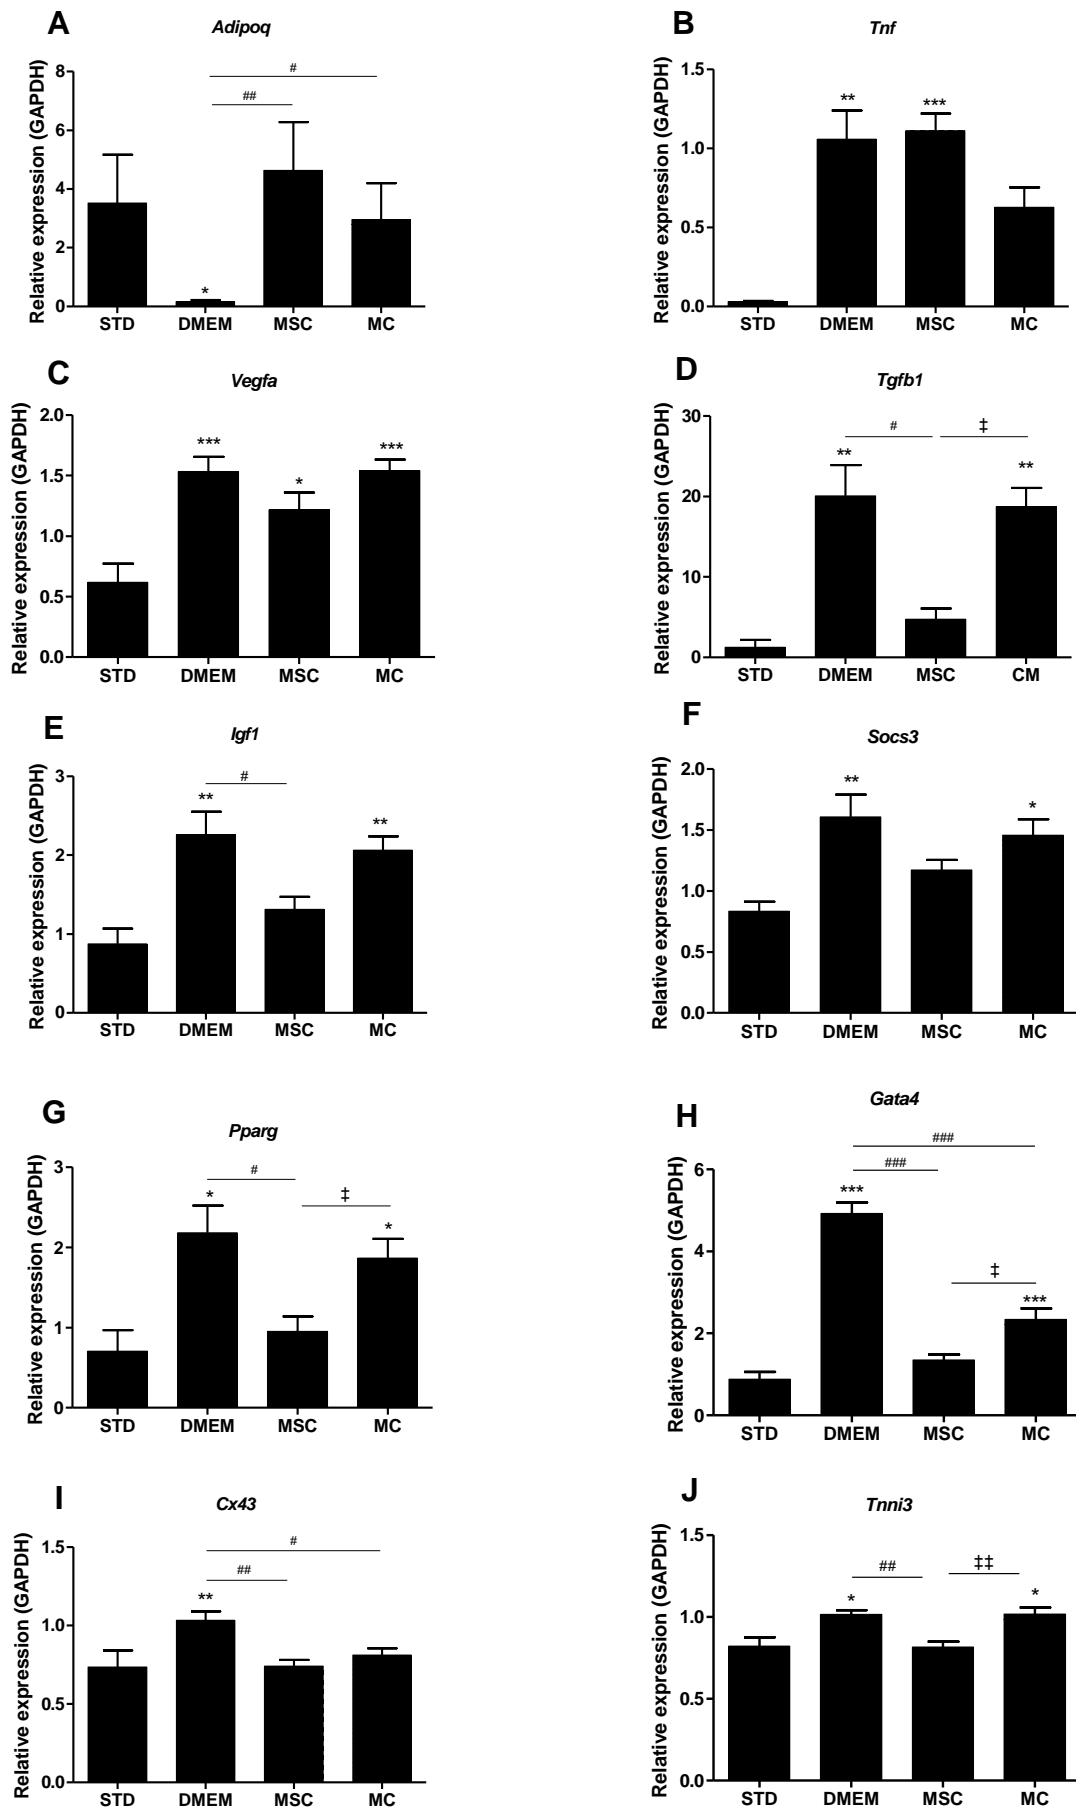 A
Adipoq
Relative expression (GAPDH)
8
6
4
2
0
#
##
*
STD DMEM MSC MC
B
Tnf
Relative expression (GAPDH)
1.5
1.0
0.5
0.0
** ***
STD DMEM MSC MC
C
Vegfa
Relative expression (GAPDH)
2.0
1.5
1.0
0.5
0.0
*** * ***
STD DMEM MSC MC
D
Tgfb1
Relative expression (GAPDH)
30
20
10
0
# ‡
** **
STD DMEM MSC CM
E
Igf1
Relative expression (GAPDH)
3
2
1
0
#
** **
STD DMEM MSC MC
F
Socs3
Relative expression (GAPDH)
2.0
1.5
1.0
0.5
0.0
** *
STD DMEM MSC MC
G
Pparg
Relative expression (GAPDH)
3
2
1
0
# ‡
* *
STD DMEM MSC MC
H
Gata4
Relative expression (GAPDH)
6
4
2
0
###
###
***
‡
***
STD DMEM MSC MC
I
Cx43
Relative expression (GAPDH)
1.5
1.0
0.5
0.0
#
##
**
STD DMEM MSC MC
J
Tnni3
Relative expression (GAPDH)
1.5
1.0
0.5
0.0
## ‡‡
* *
STD DMEM MSC MC